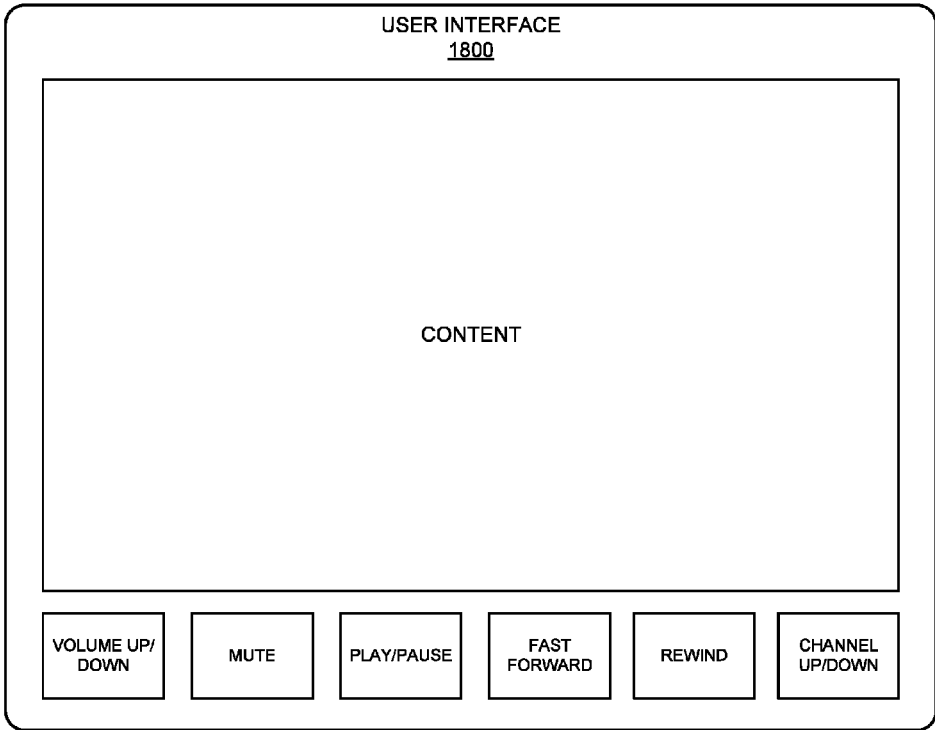 USER INTERFACE
1800
CONTENT
VOLUME UP/
DOWN
MUTE
PLAY/PAUSE
FAST
FORWARD
REWIND
CHANNEL
UP/DOWN